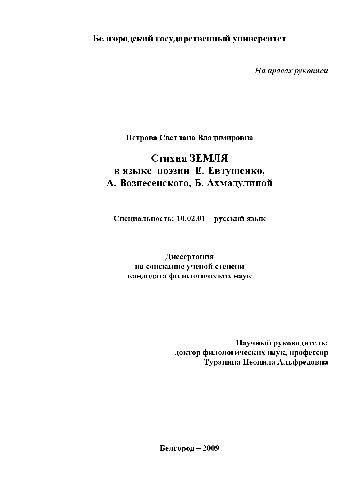 Белгородский государственный университет
На правах рукописи
Петрова Светлана Владимировна
Стихия ЗЕМЛЯ
в языке поэзии Е. Евтушенко,
А. Вознесенского, Б. Ахмадулиной
Специальность: 10.02.01 – русский язык
Диссертация
на соискание ученой степени
кандидата филологических наук
Научный руководитель:
доктор филологических наук, профессор
Туранина Неонила Альфредовна
Белгород – 2009